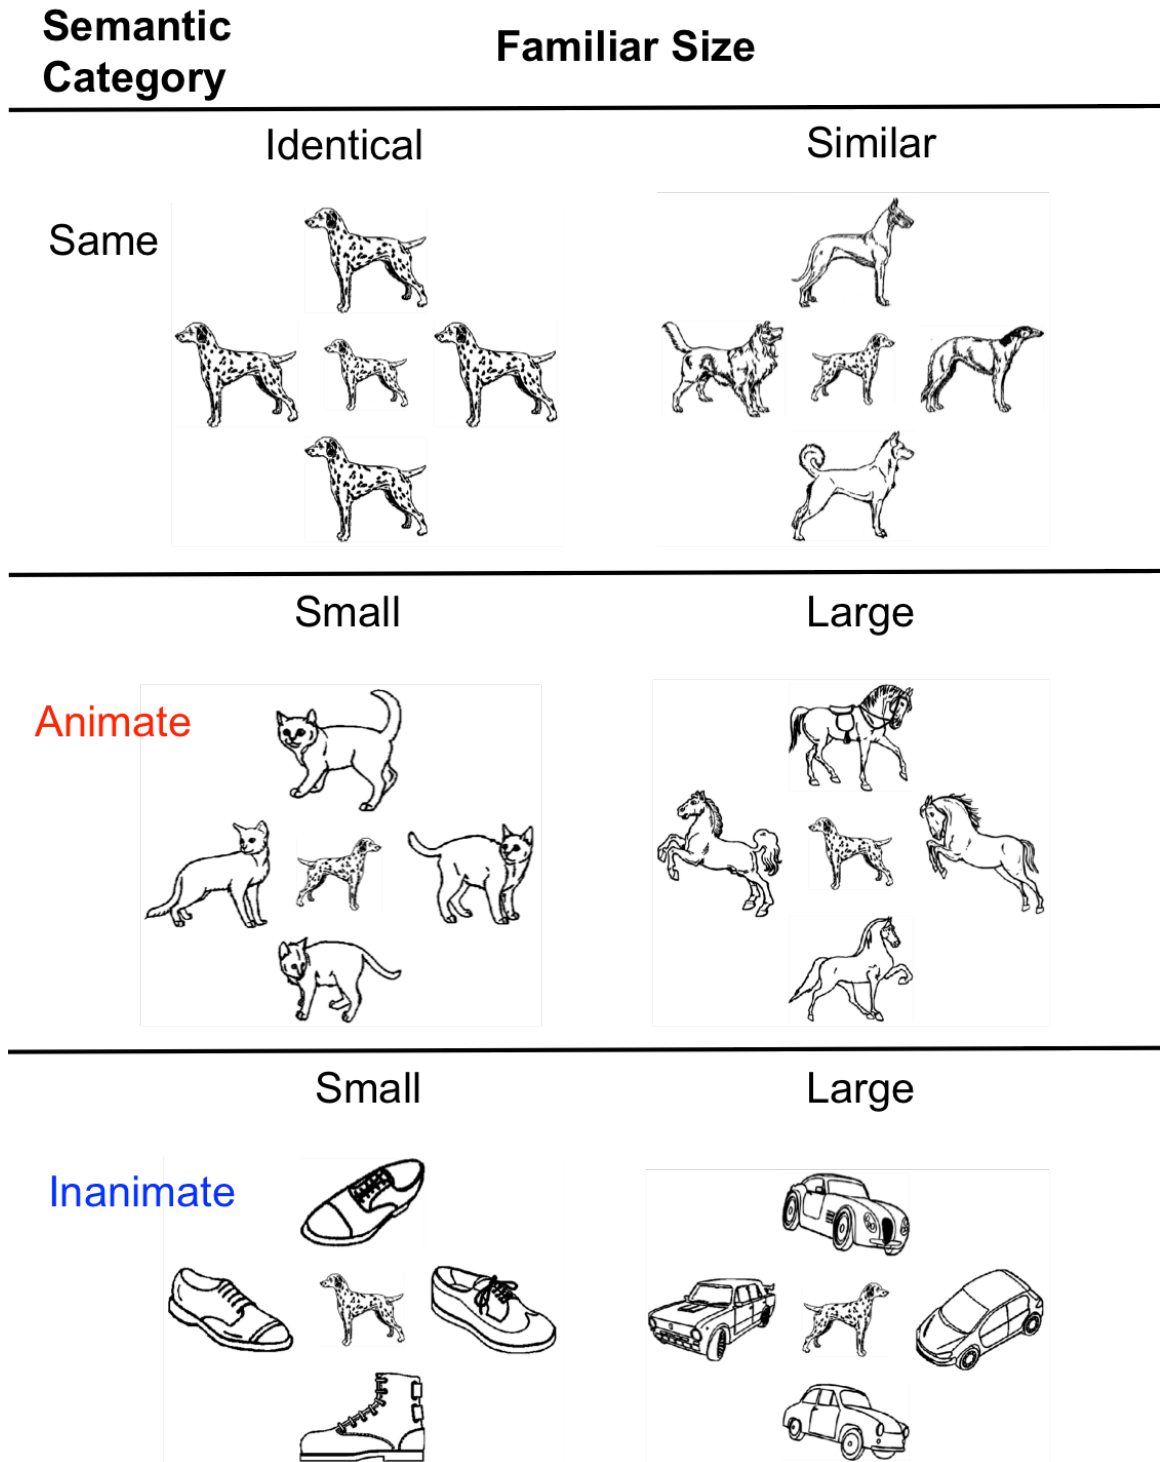 Semantic
Category
Familiar Size
Identical
Similar
Same
Small
Large
Animate
Small
Large
Inanimate